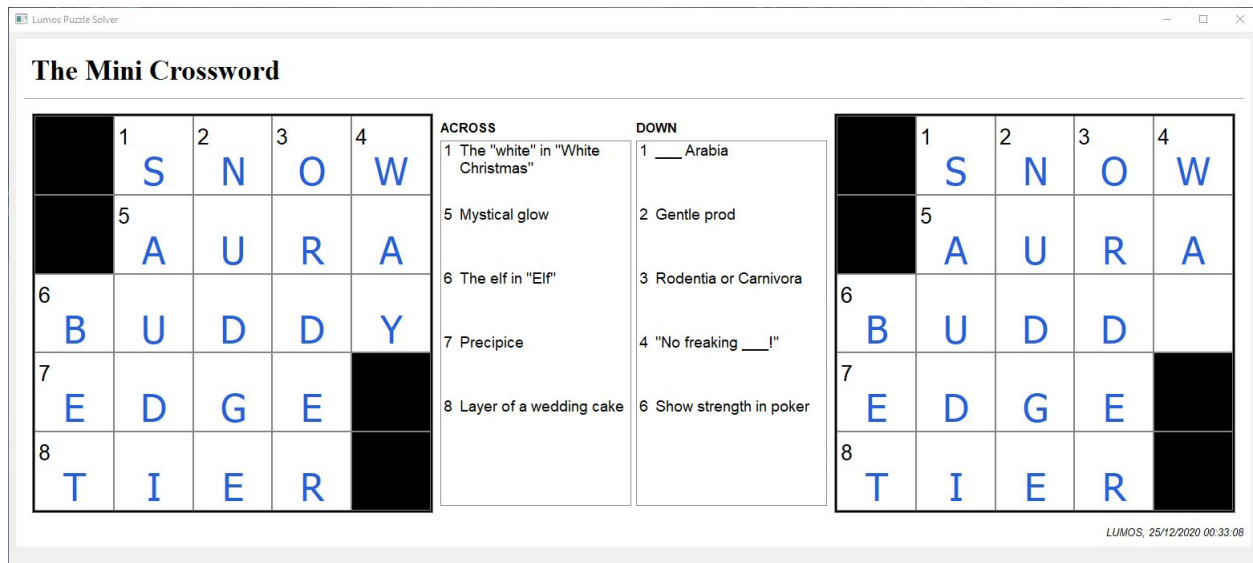 Lumos Puzzle Solver
The Mini Crossword
1 2 3 4
S N O W
5
A U R A
6
B U D D Y
7
E D G E
8
T I E R
ACROSS
1 The "white" in "White
Christmas"
5 Mystical glow
6 The elf in "Elf"
7 Precipice
8 Layer of a wedding cake
DOWN
1 ___ Arabia
2 Gentle prod
3 Rodentia or Carnivora
4 "No freaking ___!"
6 Show strength in poker
1 2 3 4
S N O W
5
A U R A
6
B U D D
7
E D G E
8
T I E R
LUMOS, 25/12/2020 00:33:08